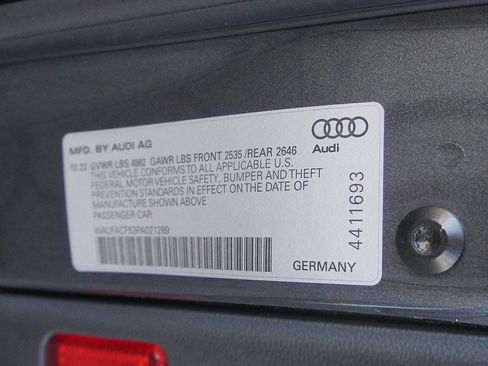 MFD. BY AUDI AG
10.22 GVWR LBS 4982 GAWR LBS FRONT 2535 /REAR 2646
THIS VEHICLE CONFORMS TO ALL APPLICABLE U.S.
FEDERAL MOTOR VEHICLE SAFETY, BUMPER AND THEFT
PREVENTION STANDARDS IN EFFECT ON THE DATE OF
MANUFACTURE SHOWN ABOVE
PASSENGER CAR
WAUFACF53PA021289
GERMANY
Audi
4411693